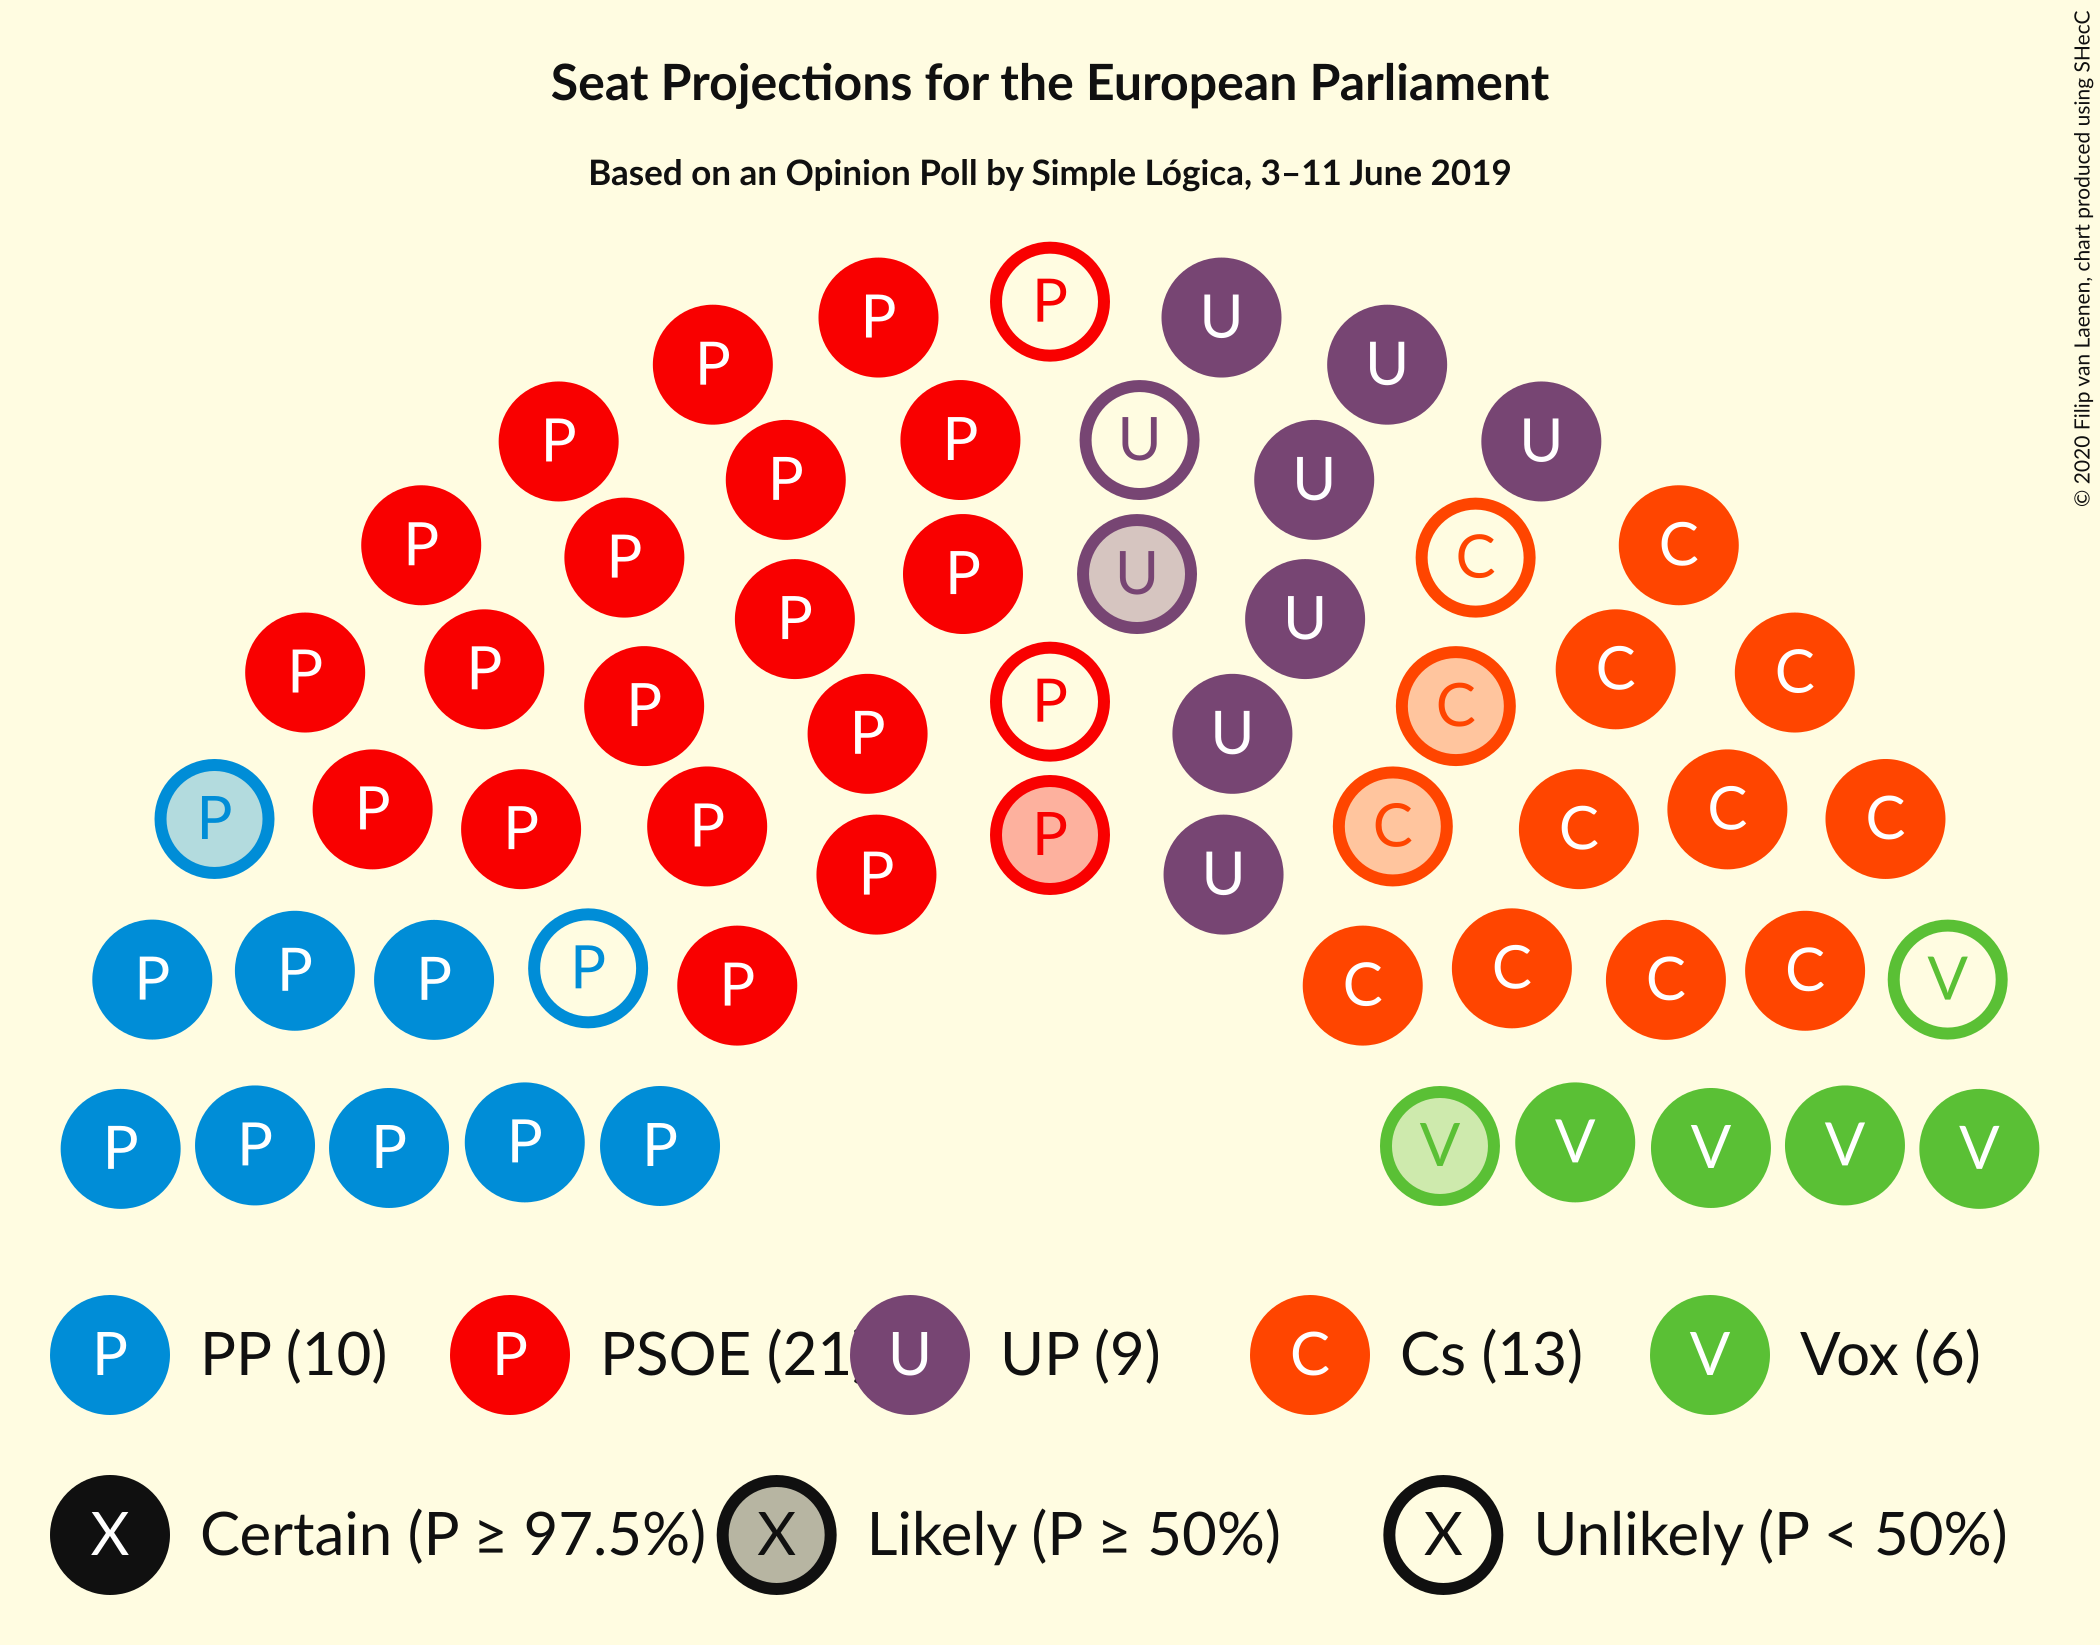 Seat Projections for the European Parliament
Based on an Opinion Poll by Simple Lógica, 3–11 June 2019
© 2020 Filip van Laenen, chart produced using SHecC
P P U U
P U
P P U U
P U U
P P C C
P U
P P C C
P C
P P C
P U
P P P C C C
P P P U C C
P P P P C C C V
P C
P P P P P V V V V V
P PP (10) P PSOE (21) U UP (9) C Cs (13) V Vox (6)
X Certain (P ≥ 97.5%) X Likely (P ≥ 50%) X Unlikely (P < 50%)